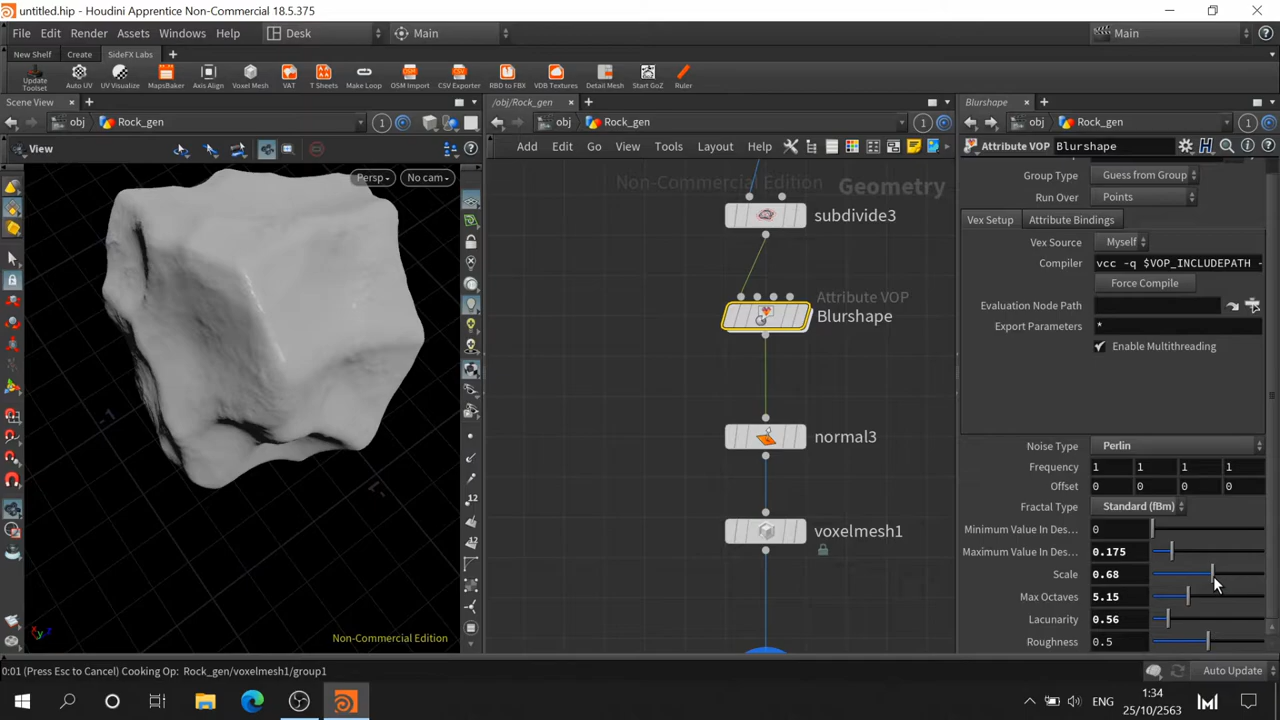 untitled.hip - Houdini Apprentice Non-Commercial 18.5.375
File Edit Render Assets Windows Help Desk Main Main
New Shelf Create SideFX Labs
Update Toolset Auto UV UV Visualize MapsBaker Axis Align Voxel Mesh VAT T Sheets Make Loop OSM Import CSV Exporter RBD to FBX VDB Textures Detail Mesh Start GoZ Ruler
Scene View /obj/Rock_gen Blurshape
obj Rock_gen 1 obj Rock_gen 1 obj Rock_gen 1
View Add Edit Go View Tools Layout Help Attribute VOP Blurshape
Persp No cam
Non-Commercial Edition Geometry
subdivide3
Attribute VOP
Blurshape
normal3
voxelmesh1
Group Type Guess from Group
Run Over Points
Vex Setup Attribute Bindings
Vex Source Myself
Compiler vcc -q $VOP_INCLUDEPATH -
Force Compile
Evaluation Node Path
Export Parameters *
Enable Multithreading
Noise Type Perlin
Frequency 1 1 1 1
Offset 0 0 0 0
Fractal Type Standard (fBm)
Minimum Value In Des... 0
Maximum Value In Des... 0.175
Scale 0.68
Max Octaves 5.15
Lacunarity 0.56
Roughness 0.5
Non-Commercial Edition
0:01 (Press Esc to Cancel) Cooking Op: Rock_gen/voxelmesh1/group1 Auto Update
ENG 1:34
25/10/2563